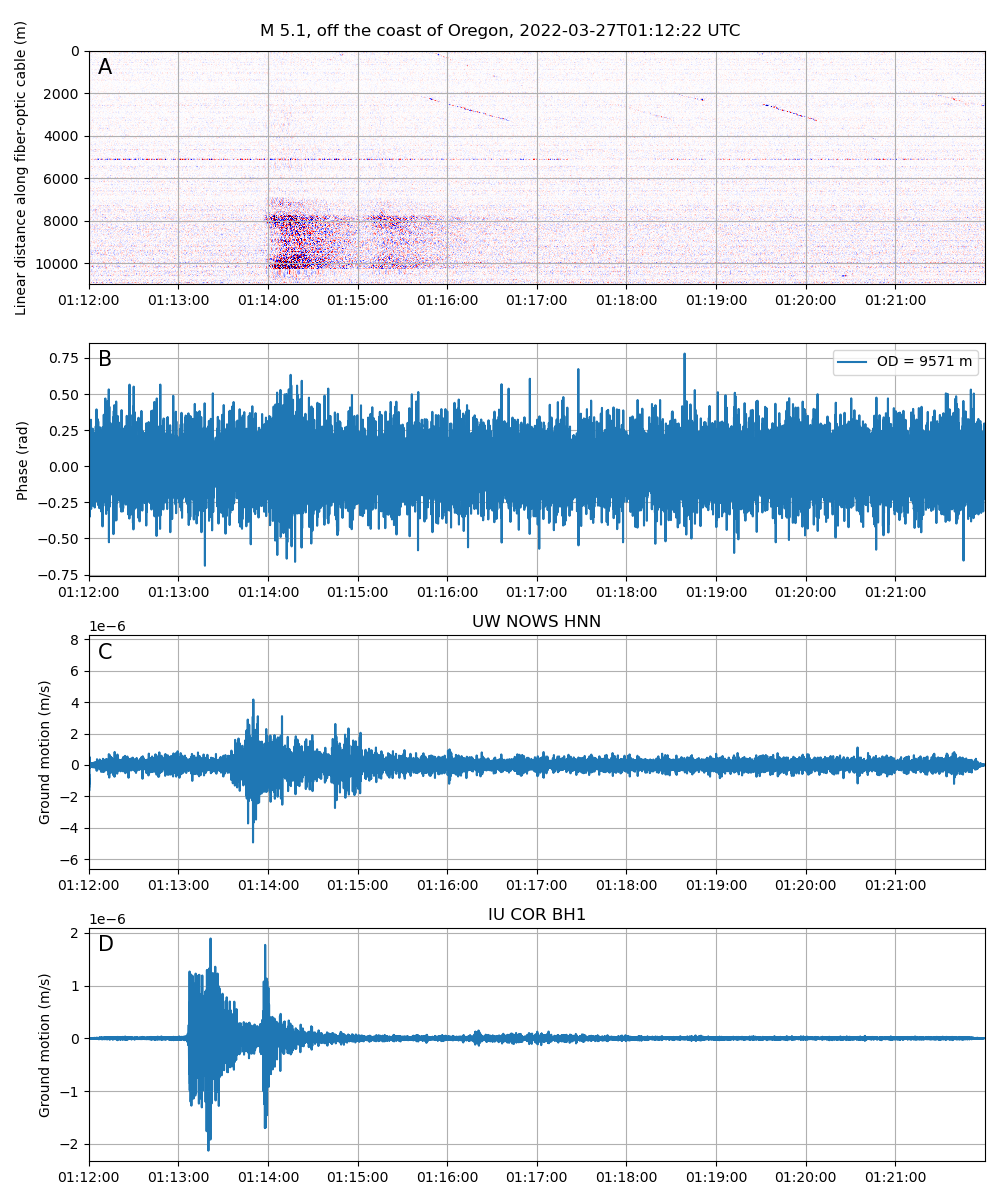 M 5.1, off the coast of Oregon, 2022-03-27T01:12:22 UTC
Linear distance along fiber-optic cable (m)
A
0
2000
4000
6000
8000
10000
01:12:00 01:13:00 01:14:00 01:15:00 01:16:00 01:17:00 01:18:00 01:19:00 01:20:00 01:21:00
B
OD = 9571 m
Phase (rad)
0.75
0.50
0.25
0.00
−0.25
−0.50
−0.75
01:12:00 01:13:00 01:14:00 01:15:00 01:16:00 01:17:00 01:18:00 01:19:00 01:20:00 01:21:00
UW NOWS HNN
1e−6
C
Ground motion (m/s)
8
6
4
2
0
−2
−4
−6
01:12:00 01:13:00 01:14:00 01:15:00 01:16:00 01:17:00 01:18:00 01:19:00 01:20:00 01:21:00
IU COR BH1
1e−6
D
Ground motion (m/s)
2
1
0
−1
−2
01:12:00 01:13:00 01:14:00 01:15:00 01:16:00 01:17:00 01:18:00 01:19:00 01:20:00 01:21:00